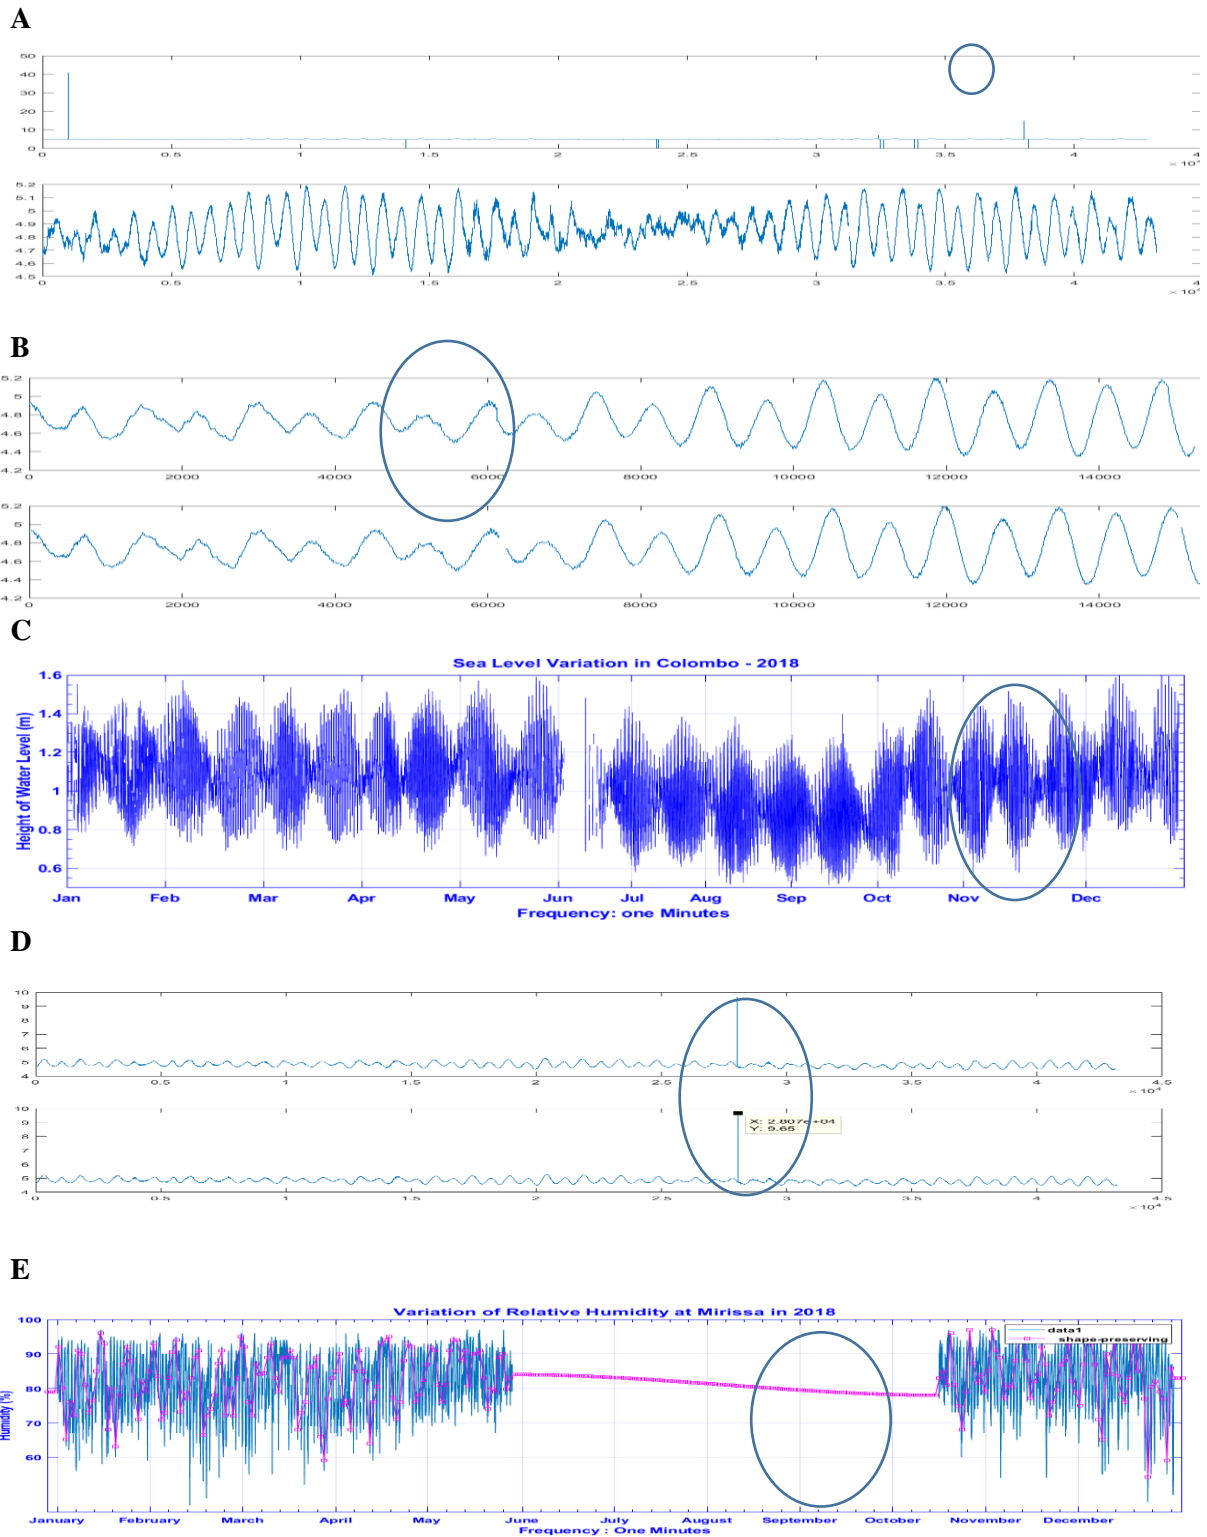 A
50
40
30
20
10
0
0 0.5 1 1.5 2 2.5 3 3.5 4
5.2
5.1
5
4.9
4.8
4.7
4.6
4.5
0 0.5 1 1.5 2 2.5 3 3.5 4
B
5.2
5
4.8
4.6
4.4
4.2
0 2000 4000 6000 8000 10000 12000 14000
5.2
5
4.8
4.6
4.4
4.2
0 2000 4000 6000 8000 10000 12000 14000
C
Sea Level Variation in Colombo - 2018
Height of Water Level (m)
1.6
1.4
1.2
1
0.8
0.6
Jan Feb Mar Apr May Jun Jul Aug Sep Oct Nov Dec
Frequency: one Minutes
D
10
9
8
7
6
5
4
0 0.5 1 1.5 2 2.5 3 3.5 4 4.5
× 10⁴
10
9
8
7
6
5
4
X: 2.807e+04
Y: 9.65
0 0.5 1 1.5 2 2.5 3 3.5 4 4.5
× 10⁴
E
Variation of Relative Humidity at Mirissa in 2018
Humidity (%)
100
90
80
70
60
data1
shape-preserving
January February March April May June July August September October November December
Frequency : One Minutes